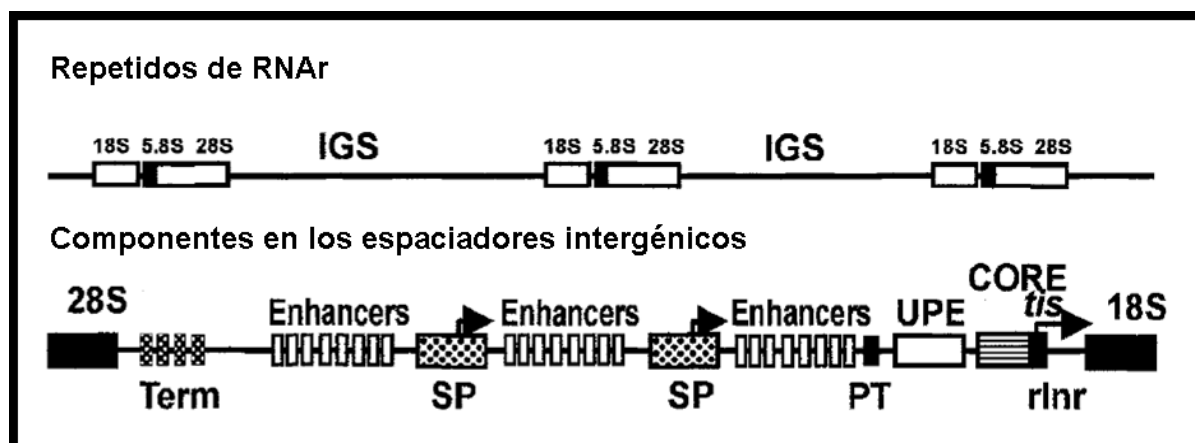 Repetidos de RNAr
18S 5.8S 28S IGS 18S 5.8S 28S IGS 18S 5.8S 28S
Componentes en los espaciadores intergénicos
28S Enhancers Enhancers Enhancers UPE CORE tis 18S
Term SP SP PT rInr